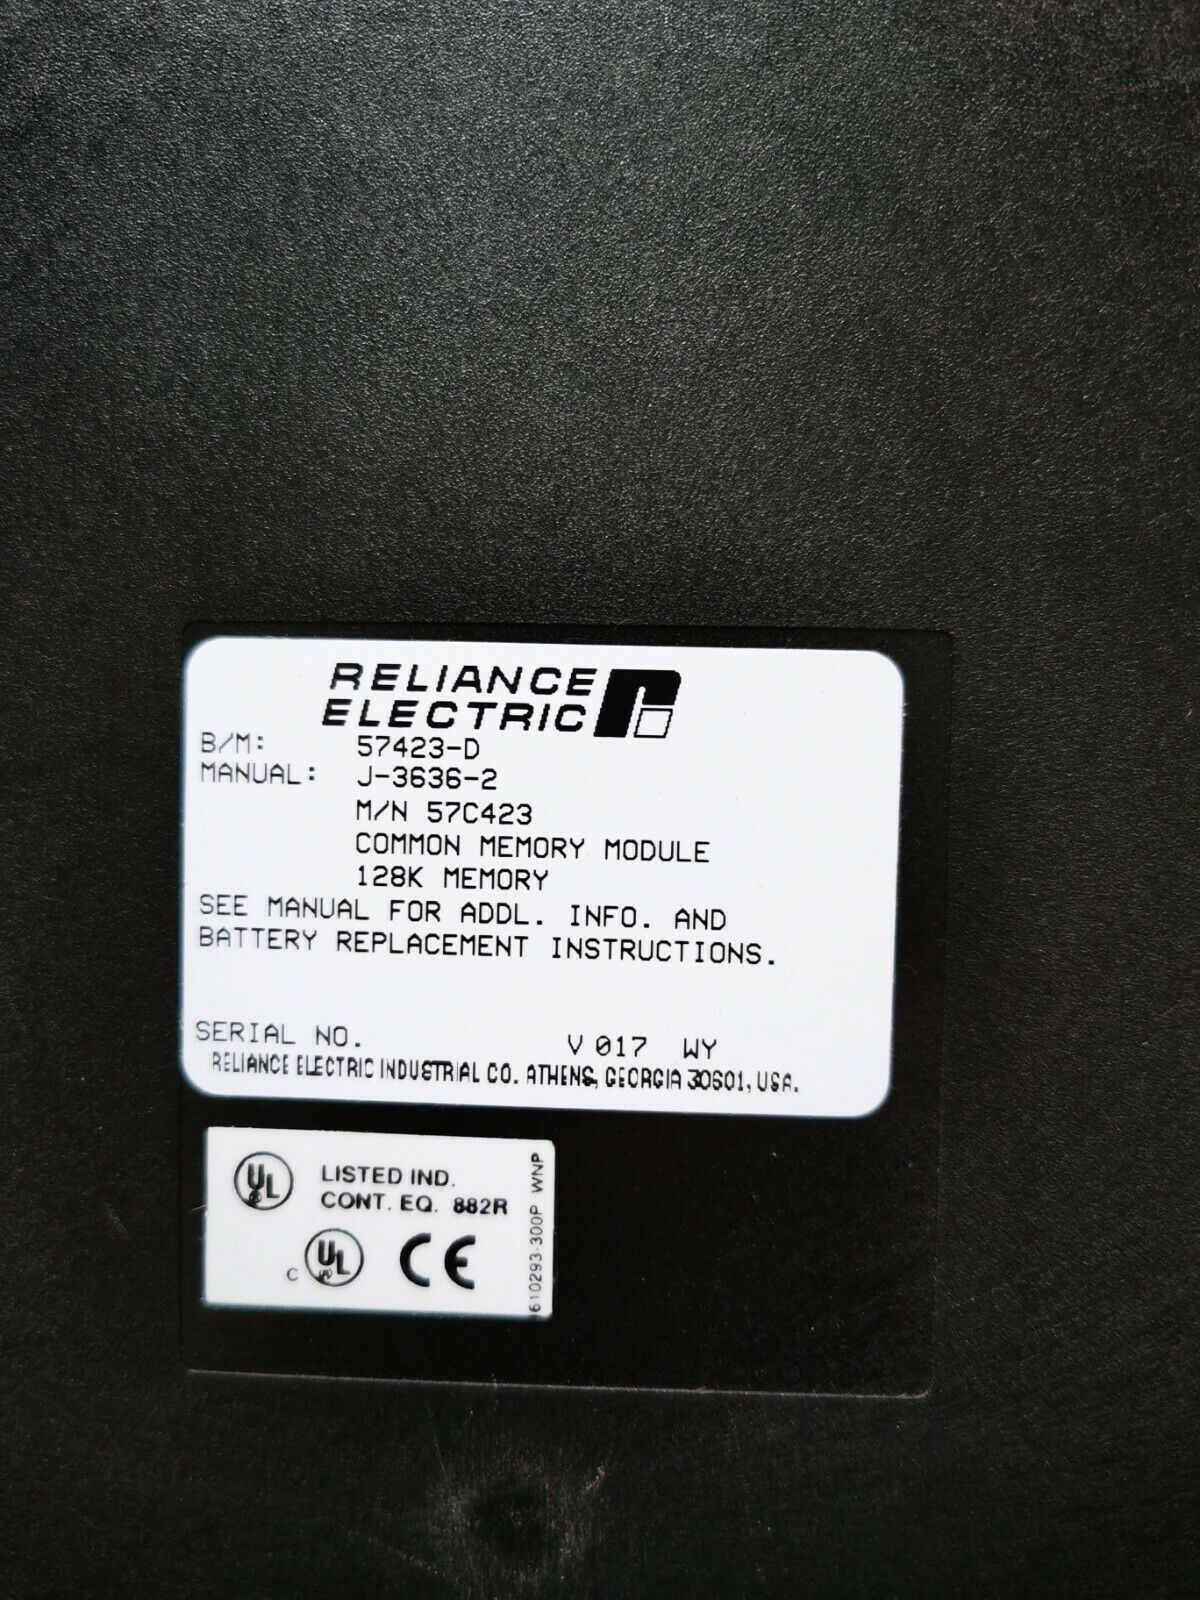 RELIANCE
ELECTRIC
B/M: 57423-D
MANUAL: J-3636-2
M/N 57C423
COMMON MEMORY MODULE
128K MEMORY
SEE MANUAL FOR ADDL. INFO. AND
BATTERY REPLACEMENT INSTRUCTIONS.
SERIAL NO. V 017 WY
RELIANCE ELECTRIC INDUSTRIAL CO. ATHENS, GEORGIA 30601, USA.
UL LISTED IND.
CONT. EQ. 882R
C UL CE
610293-300P WNP